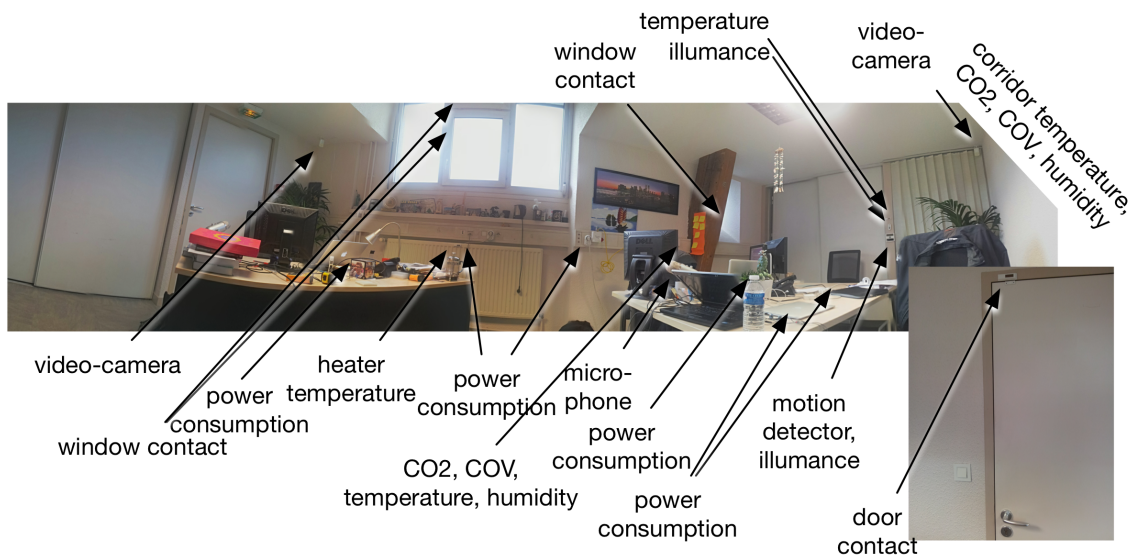 temperature
illuminance
window
contact
video-
camera
corridor temperature,
CO2, COV, humidity
video-camera
window contact
power
consumption
heater
temperature
power
consumption
CO2, COV,
temperature, humidity
micro-
phone
power
consumption
power
consumption
motion
detector,
illumance
door
contact